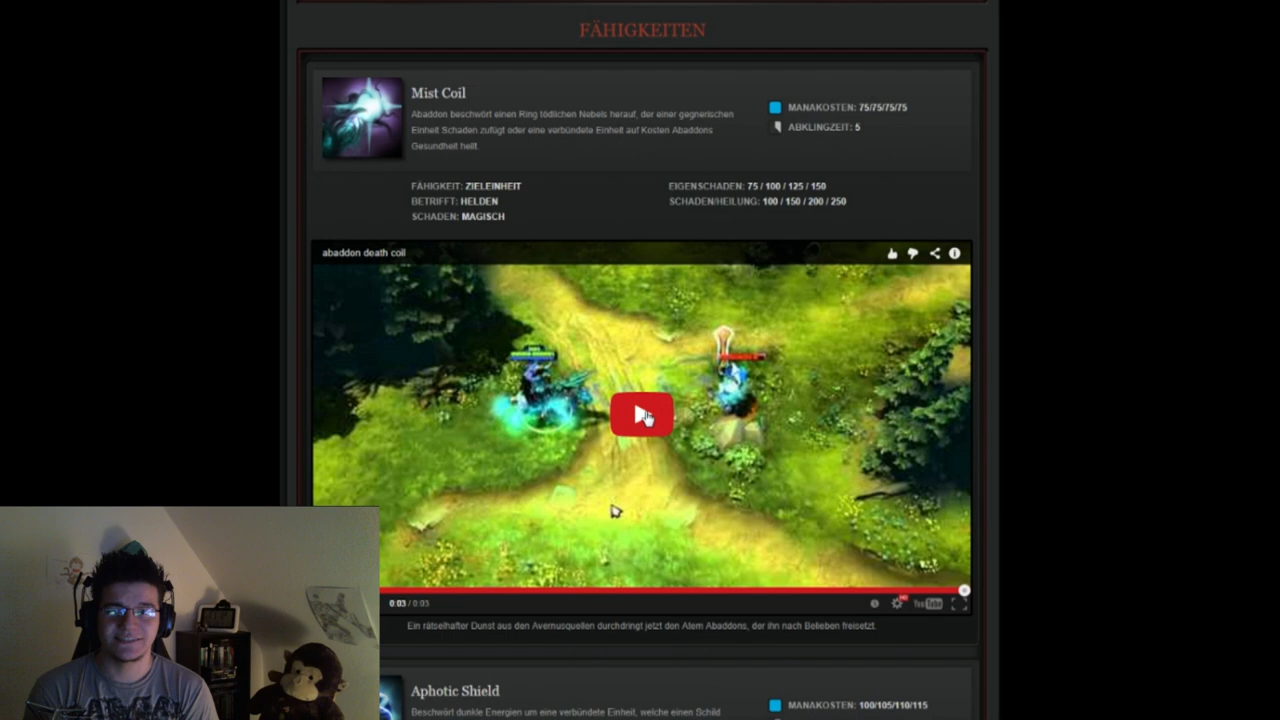 FÄHIGKEITEN
Mist Coil
Abaddon beschwört einen Ring tödlichen Nebels herauf, der einer gegnerischen
Einheit Schaden zufügt oder eine verbündete Einheit auf Kosten Abaddons
Gesundheit heilt.
MANAKOSTEN: 75/75/75/75
ABKLINGZEIT: 5
FÄHIGKEIT: ZIELEINHEIT
BETRIFFT: HELDEN
SCHADEN: MAGISCH
EIGENSCHADEN: 75 / 100 / 125 / 150
SCHADEN/HEILUNG: 100 / 150 / 200 / 250
abaddon death coil
0:03 / 0:03
HD
YouTube
Ein rätselhafter Dunst aus den Avernusquellen durchdringt jetzt den Atem Abaddons, der ihn nach Belieben freisetzt.
Aphotic Shield
Beschwört dunkle Energien um eine verbündete Einheit, welche einen Schild
MANAKOSTEN: 100/105/110/115